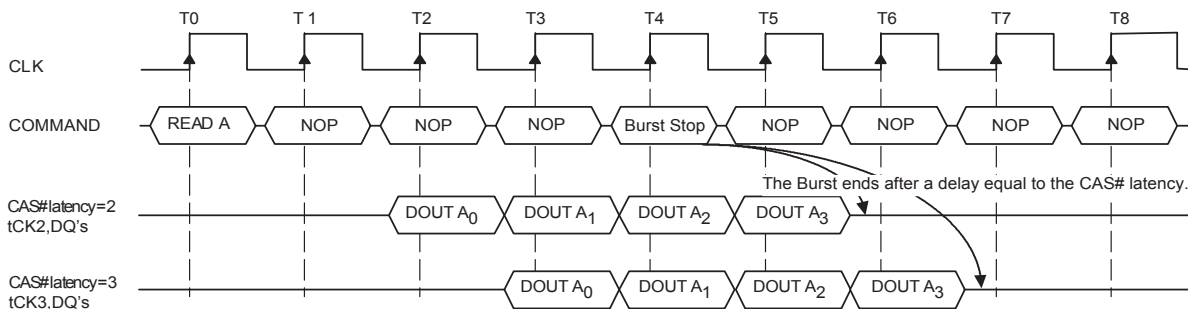 T0 T 1 T2 T3 T4 T5 T6 T7 T8
CLK
COMMAND READ A NOP NOP NOP Burst Stop NOP NOP NOP NOP
The Burst ends after a delay equal to the CAS# latency.
CAS#latency=2
tCK2,DQ's DOUT A0 DOUT A1 DOUT A2 DOUT A3
CAS#latency=3
tCK3,DQ's DOUT A0 DOUT A1 DOUT A2 DOUT A3